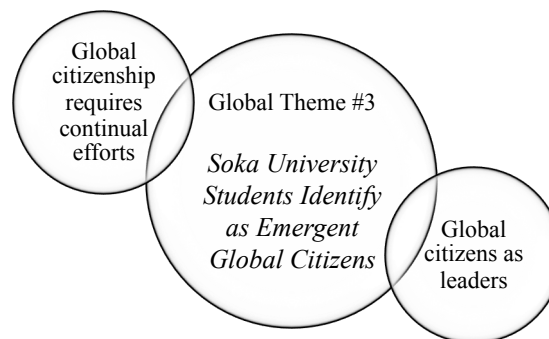 Global
citizenship
requires
continual
efforts
Global Theme #3
Soka University
Students Identify
as Emergent
Global Citizens
Global
citizens as
leaders